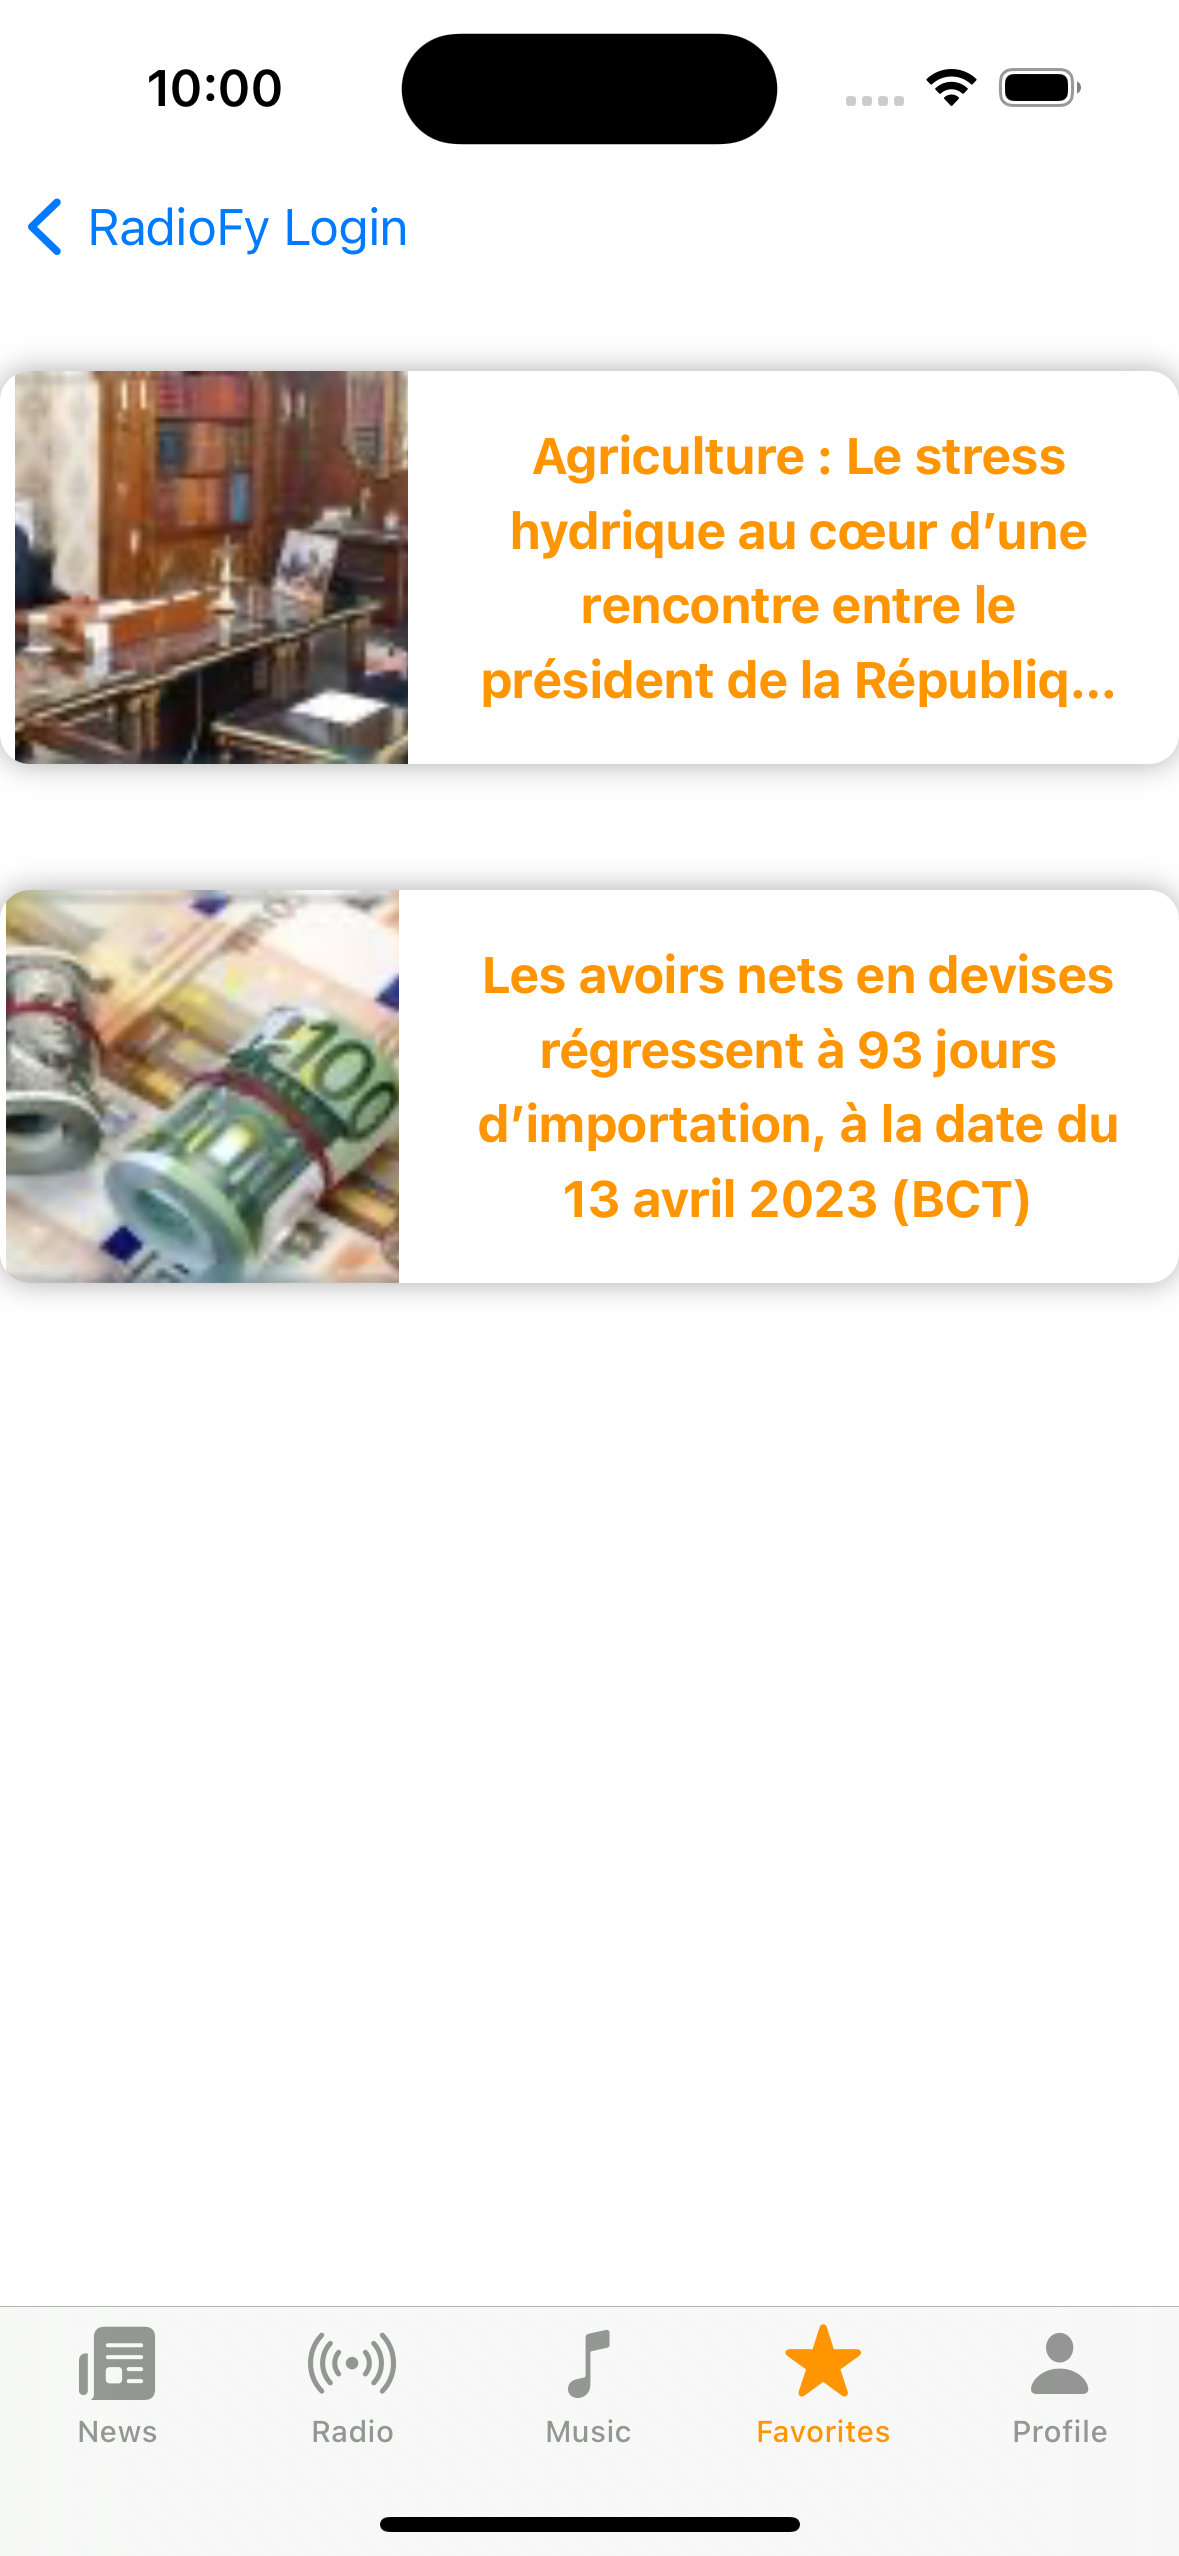 10:00
RadioFy Login
Agriculture : Le stress
hydrique au cœur d’une
rencontre entre le
président de la Républiq...
100
Les avoirs nets en devises
régressent à 93 jours
d’importation, à la date du
13 avril 2023 (BCT)
News
Radio
Music
Favorites
Profile